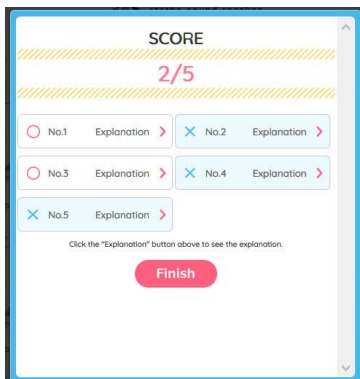 SCORE
2/5
No.1 Explanation
No.2 Explanation
No.3 Explanation
No.4 Explanation
No.5 Explanation
Click the "Explanation" button above to see the explanation.
Finish